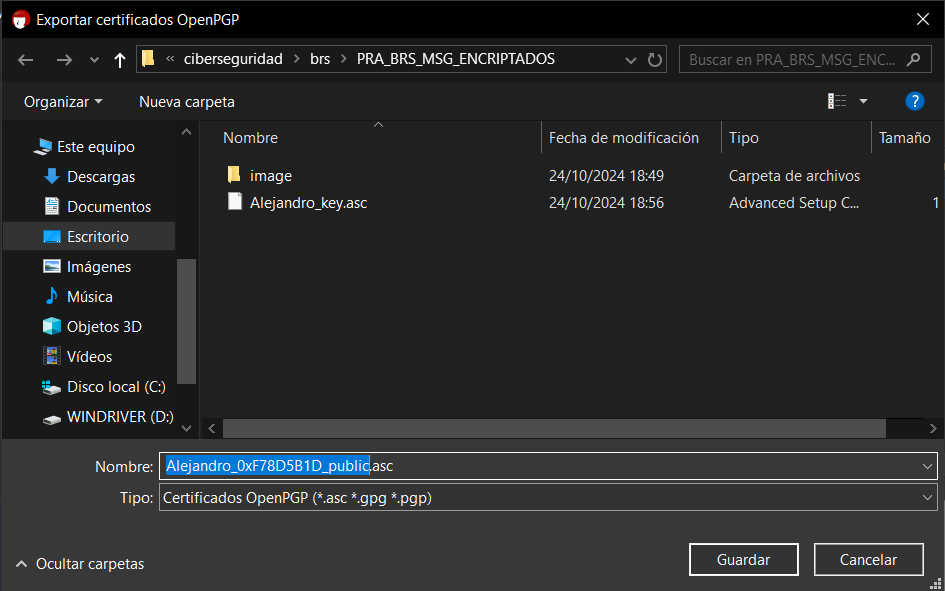 Exportar certificados OpenPGP
« ciberseguridad > brs > PRA_BRS_MSG_ENCRIPTADOS
Buscar en PRA_BRS_MSG_ENC...
Organizar Nueva carpeta
?
Nombre Fecha de modificación Tipo Tamaño
image 24/10/2024 18:49 Carpeta de archivos
Alejandro_key.asc 24/10/2024 18:56 Advanced Setup C... 1
Este equipo
Descargas
Documentos
Escritorio
Imágenes
Música
Objetos 3D
Vídeos
Disco local (C:)
WINDRIVER (D:)
Nombre: Alejandro_0xF78D5B1D_public.asc
Tipo: Certificados OpenPGP (*.asc *.gpg *.pgp)
Ocultar carpetas
Guardar Cancelar